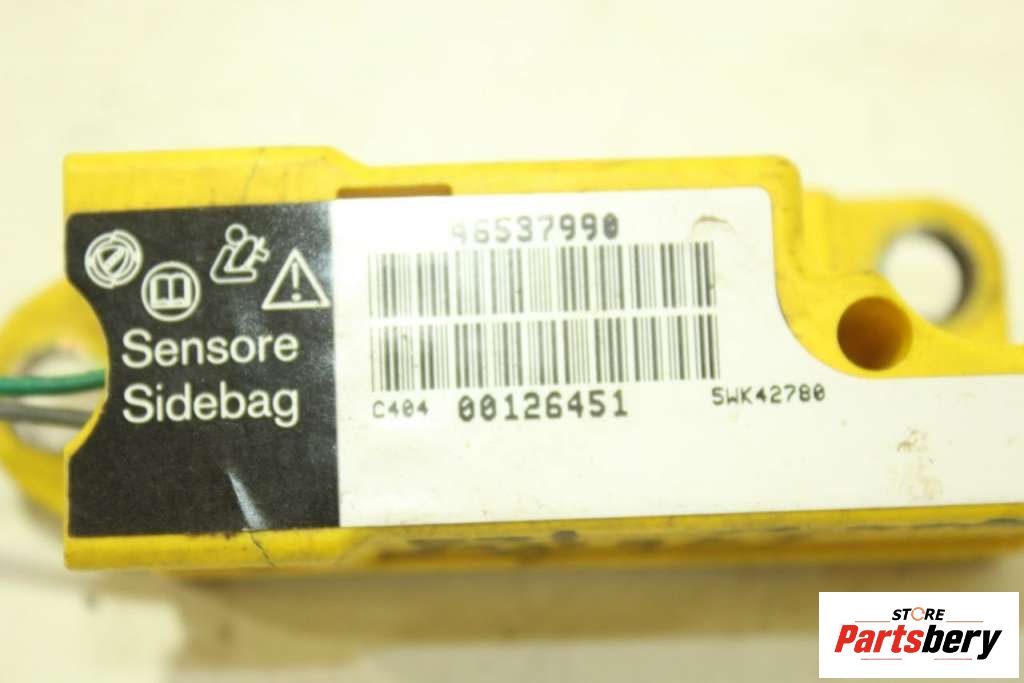 46537990
Sensore
Sidebag
C404 00126451 5WK42780
STORE
Partsbery